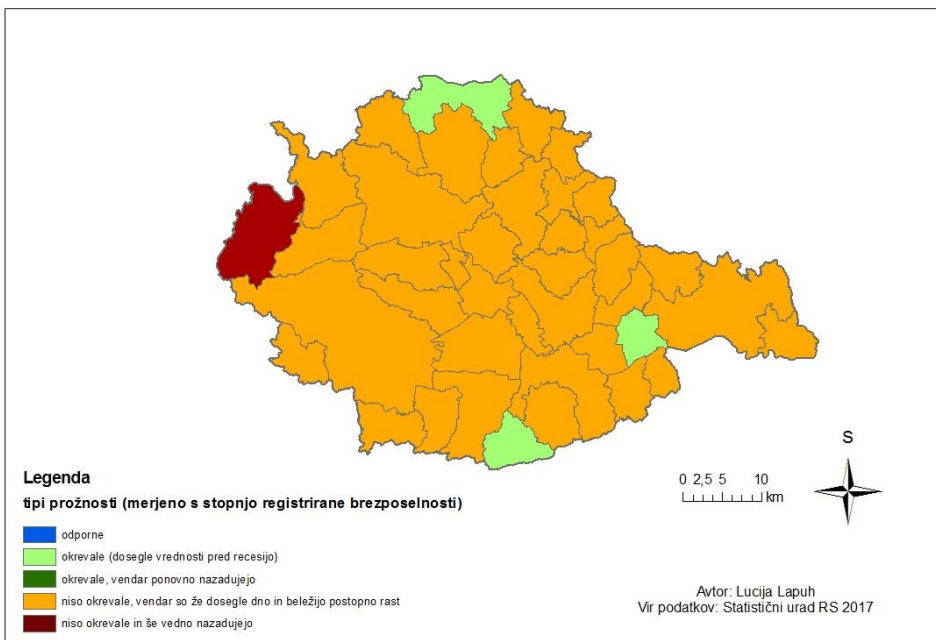 S
0 2,5 5 10
km
Legenda
tipi prožnosti (merjeno s stopnjo registrirane brezposelnosti)
odporne
okrevale (dosegle vrednosti pred recesijo)
okrevale, vendar ponovno nazadujejo
niso okrevale, vendar so že dosegle dno in beležijo postopno rast
niso okrevale in še vedno nazadujejo
Avtor: Lucija Lapuh
Vir podatkov: Statistični urad RS 2017